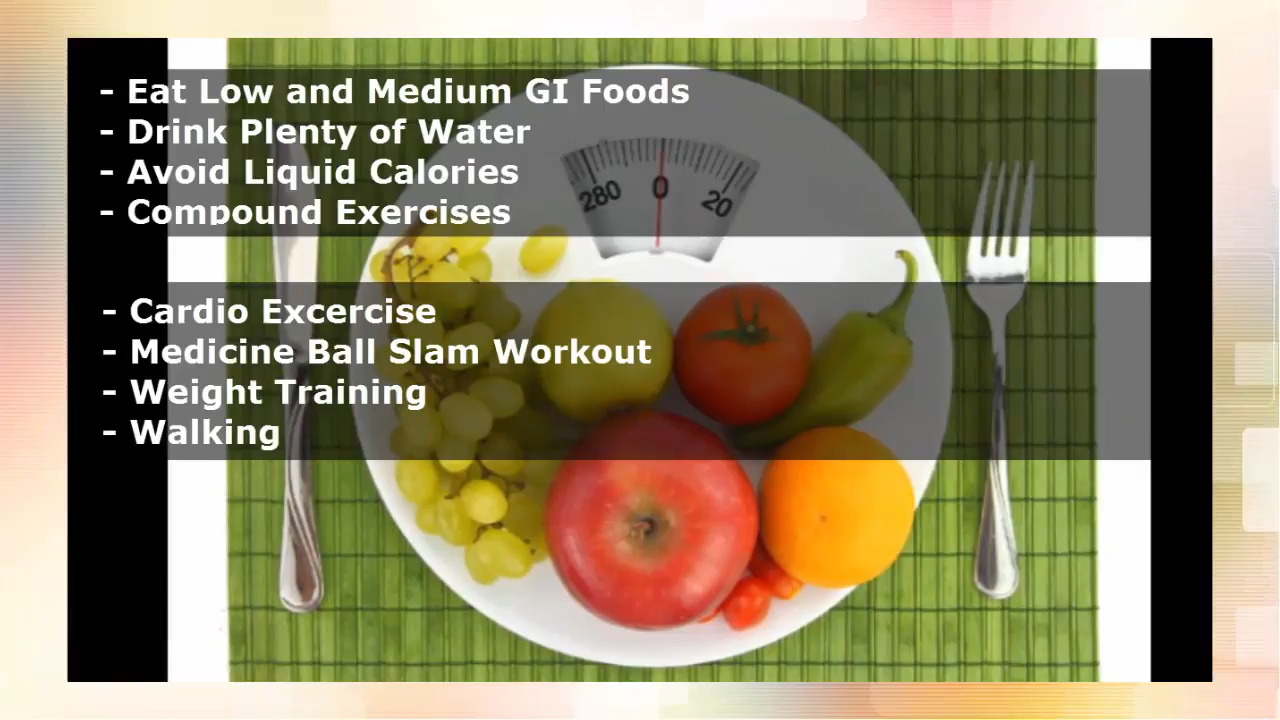 - Eat Low and Medium GI Foods
- Drink Plenty of Water
- Avoid Liquid Calories
- Compound Exercises
280 0 20
- Cardio Excercise
- Medicine Ball Slam Workout
- Weight Training
- Walking